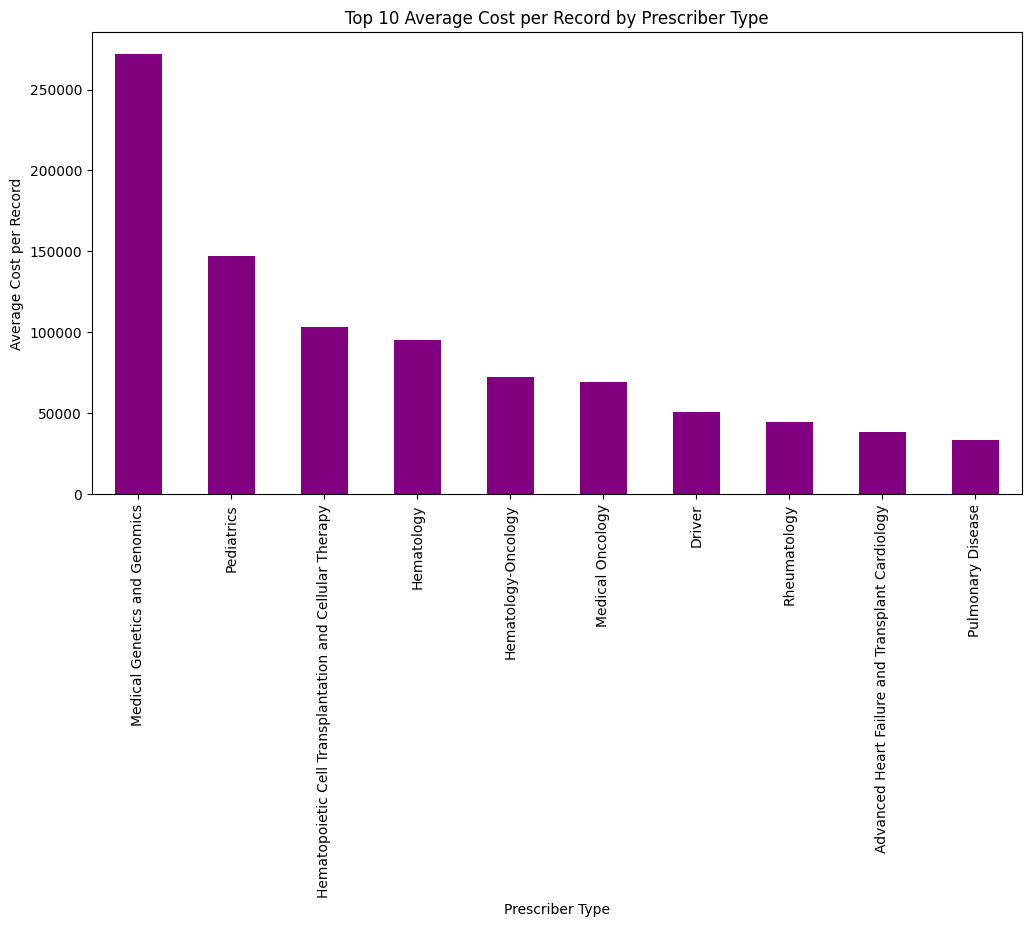 Top 10 Average Cost per Record by Prescriber Type
Average Cost per Record
250000
200000
150000
100000
50000
0
Medical Genetics and Genomics
Pediatrics
Hematopoietic Cell Transplantation and Cellular Therapy
Hematology
Hematology-Oncology
Medical Oncology
Driver
Rheumatology
Advanced Heart Failure and Transplant Cardiology
Pulmonary Disease
Prescriber Type